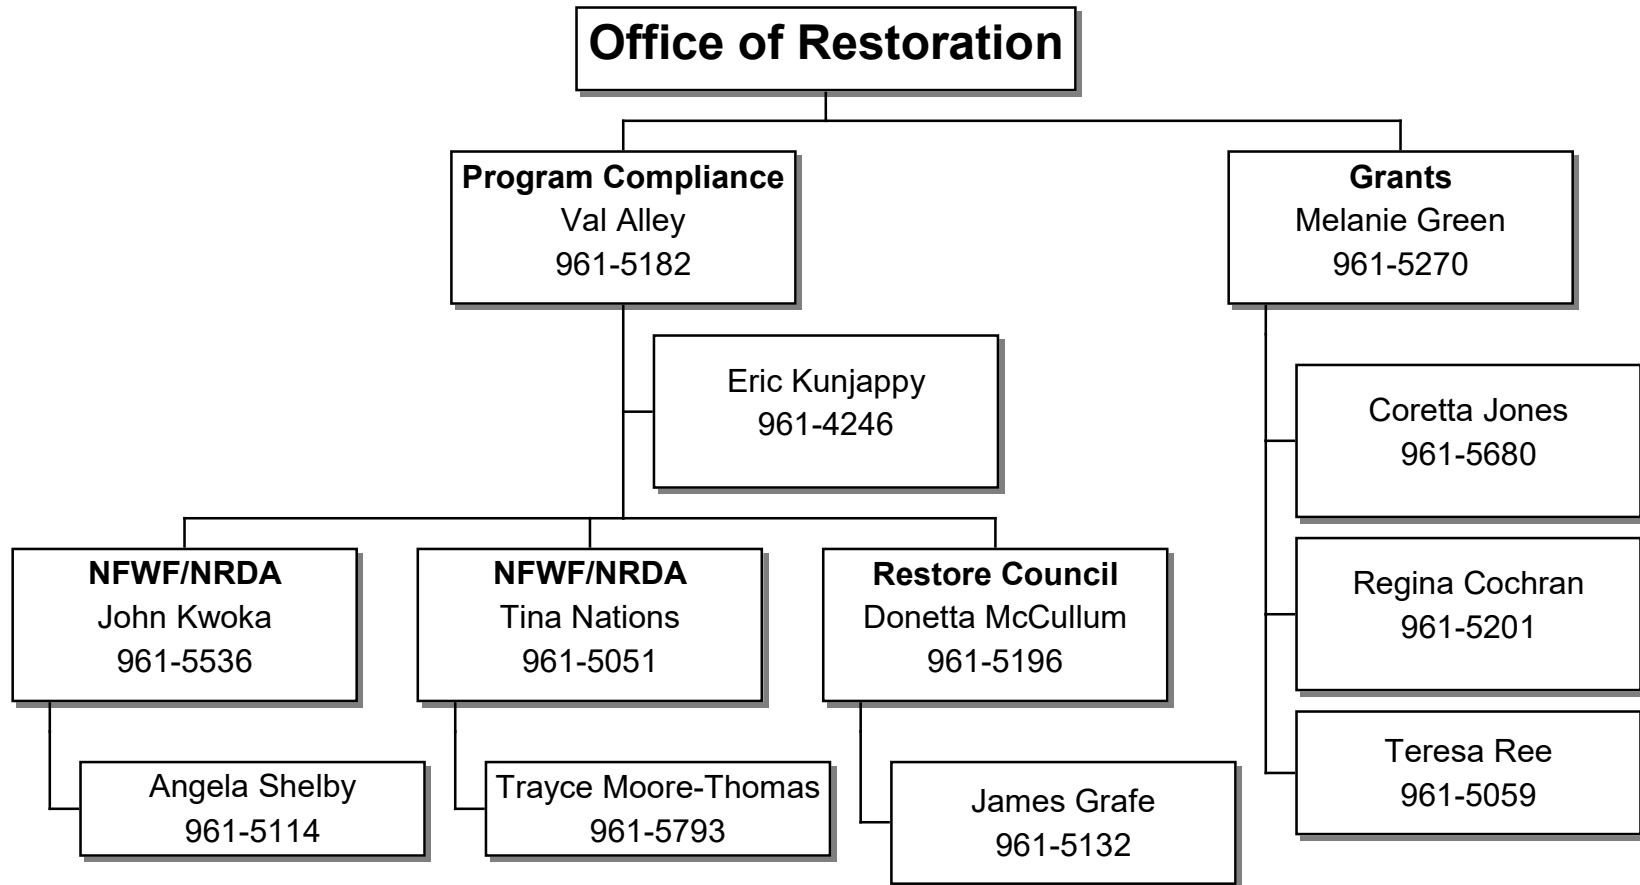 Office of Restoration
Program Compliance
Val Alley
961-5182
Grants
Melanie Green
961-5270
Eric Kunjappy
961-4246
Coretta Jones
961-5680
Regina Cochran
961-5201
Teresa Ree
961-5059
NFWF/NRDA
John Kwoka
961-5536
NFWF/NRDA
Tina Nations
961-5051
Restore Council
Donetta McCullum
961-5196
Angela Shelby
961-5114
Trayce Moore-Thomas
961-5793
James Grafe
961-5132